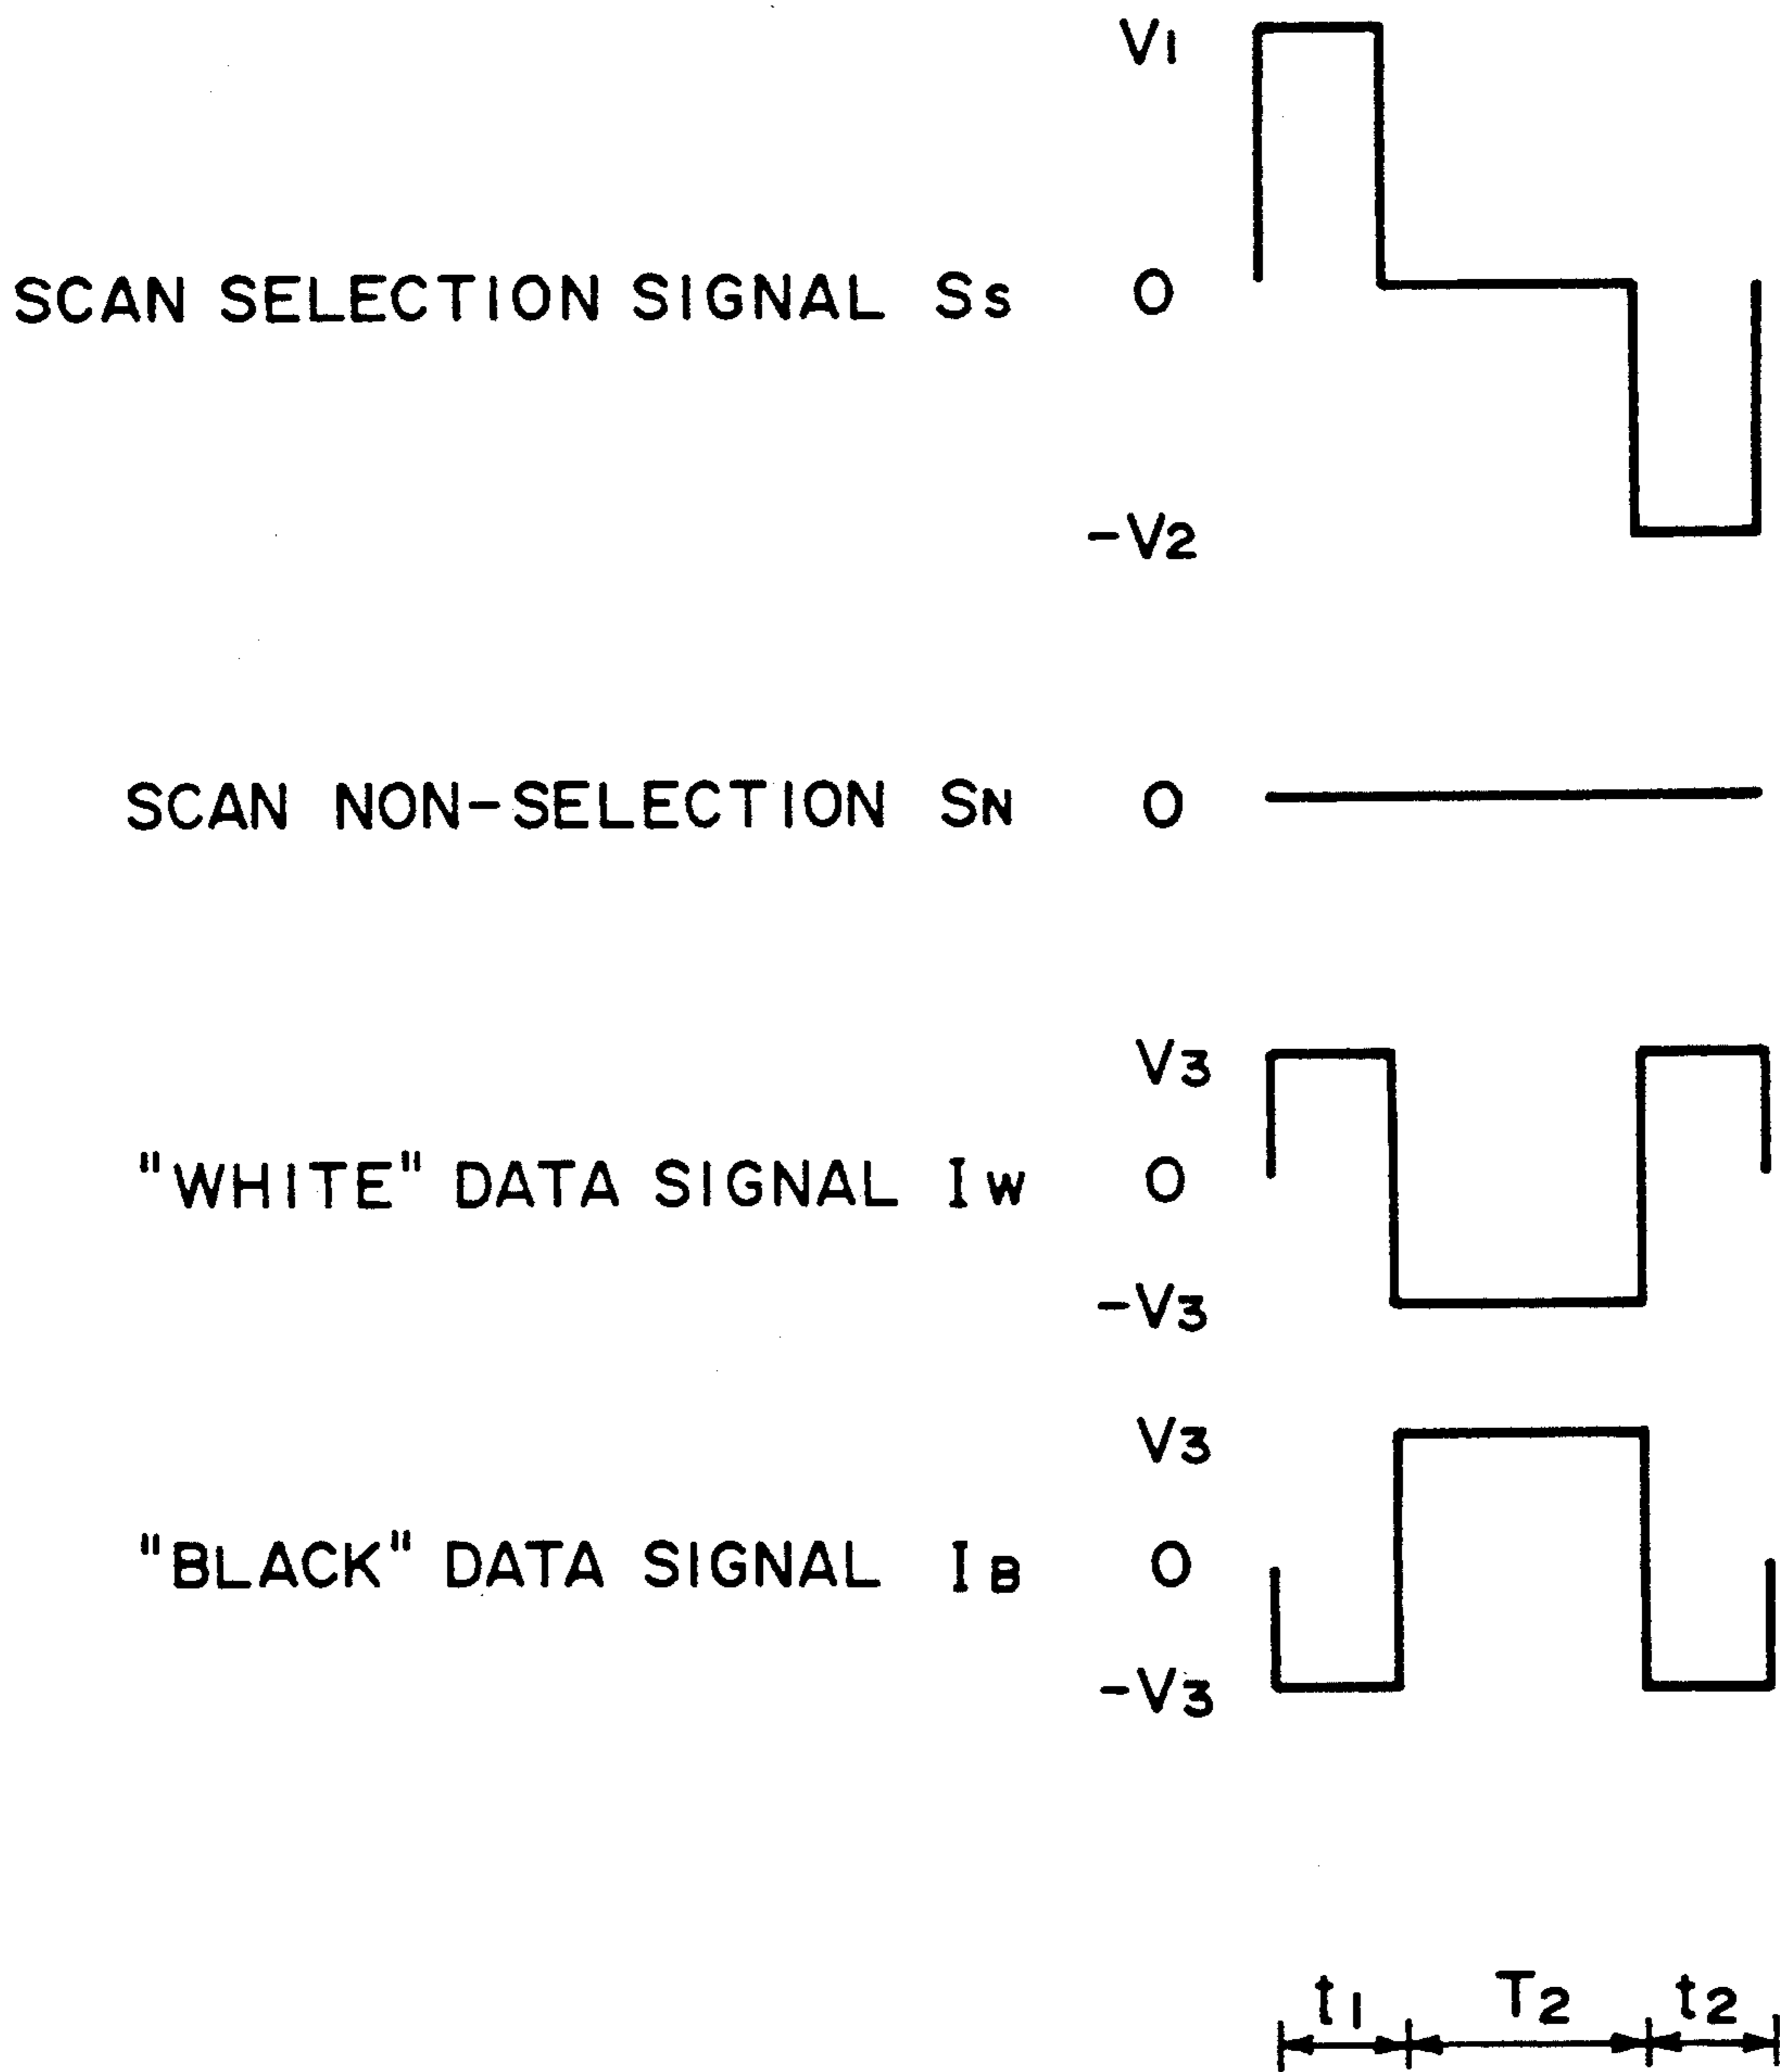 V1
SCAN SELECTION SIGNAL Ss 0
-V2
SCAN NON-SELECTION SN 0
V3
"WHITE" DATA SIGNAL IW 0
-V3
V3
"BLACK" DATA SIGNAL IB 0
-V3
t1 T2 t2